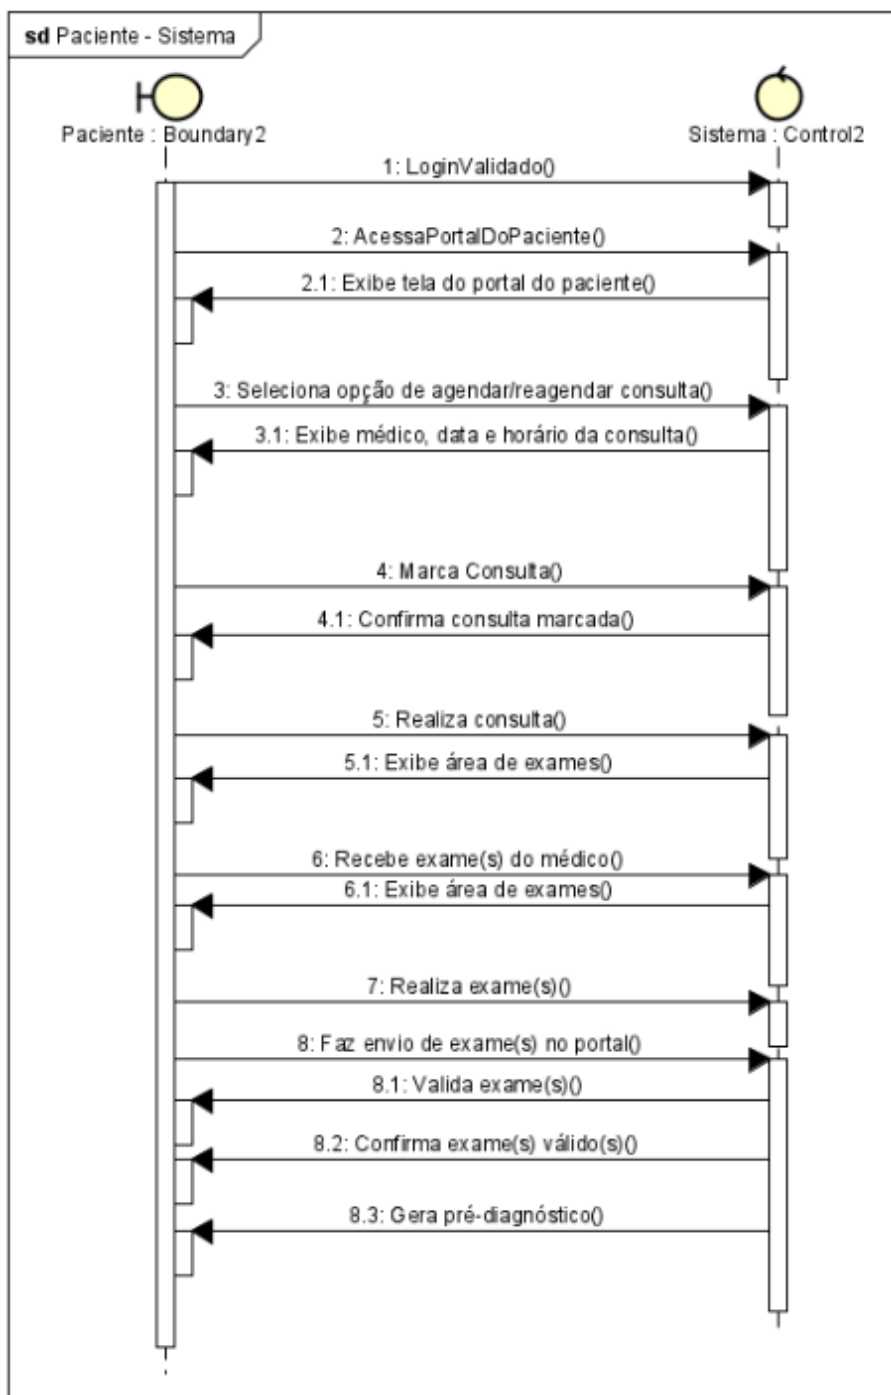 sd Paciente - Sistema
Paciente : Boundary2
Sistema : Control2
1: LoginValidado()
2: AcessaPortalDoPaciente()
2.1: Exibe tela do portal do paciente()
3: Seleciona opção de agendar/reagendar consulta()
3.1: Exibe médico, data e horário da consulta()
4: Marca Consulta()
4.1: Confirma consulta marcada()
5: Realiza consulta()
5.1: Exibe área de exames()
6: Recebe exame(s) do médico()
6.1: Exibe área de exames()
7: Realiza exame(s)()
8: Faz envio de exame(s) no portal()
8.1: Valida exame(s)()
8.2: Confirma exame(s) válido(s)()
8.3: Gera pré-diagnóstico()